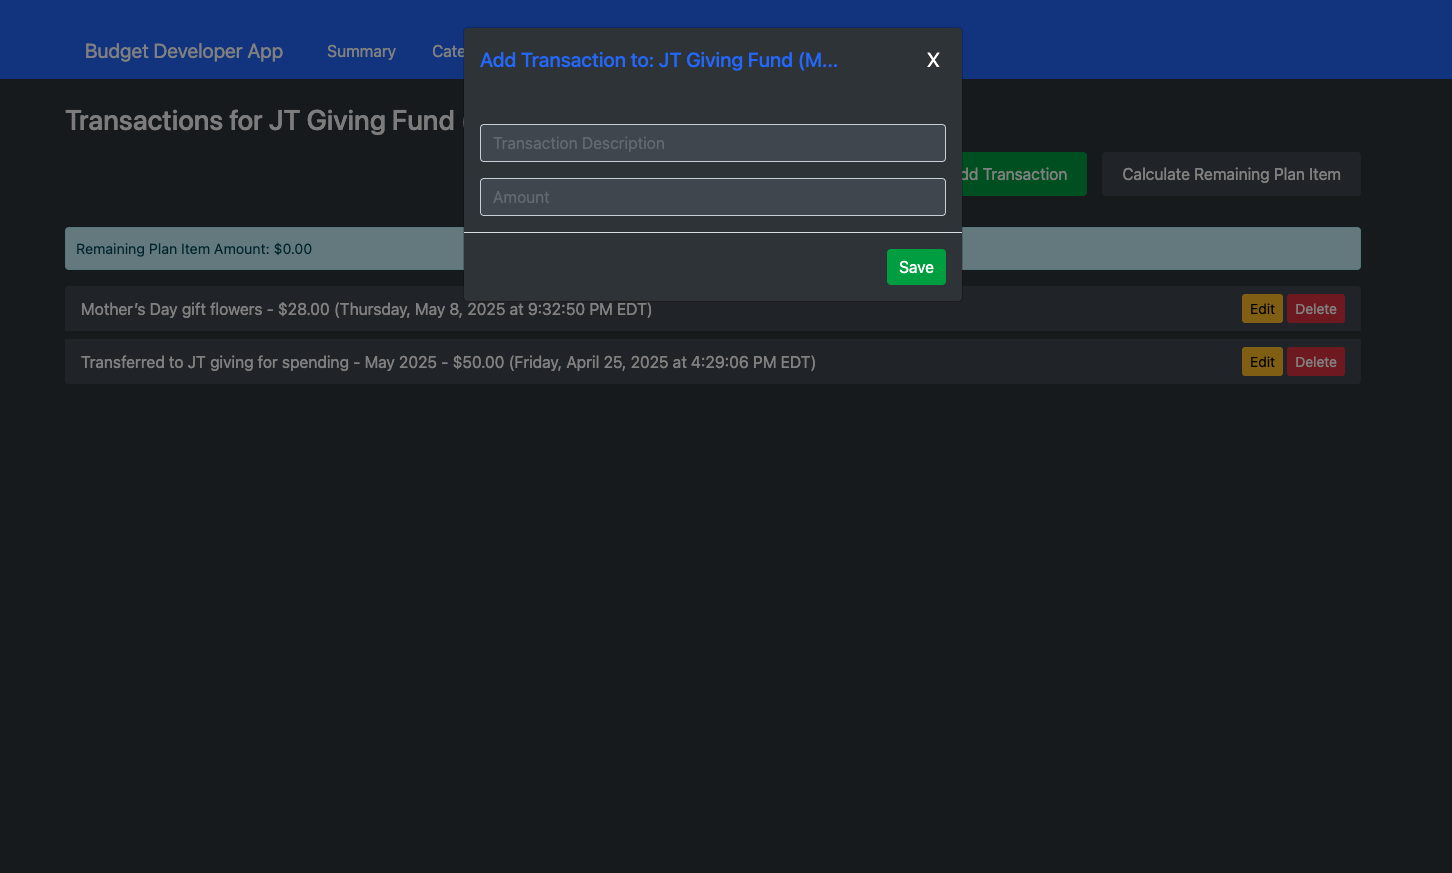 Budget Developer App Summary Cate
Add Transaction to: JT Giving Fund (M...
X
Transactions for JT Giving Fund
Transaction Description
Amount
Save
dd Transaction
Calculate Remaining Plan Item
Remaining Plan Item Amount: $0.00
Mother's Day gift flowers - $28.00 (Thursday, May 8, 2025 at 9:32:50 PM EDT)
Edit Delete
Transferred to JT giving for spending - May 2025 - $50.00 (Friday, April 25, 2025 at 4:29:06 PM EDT)
Edit Delete